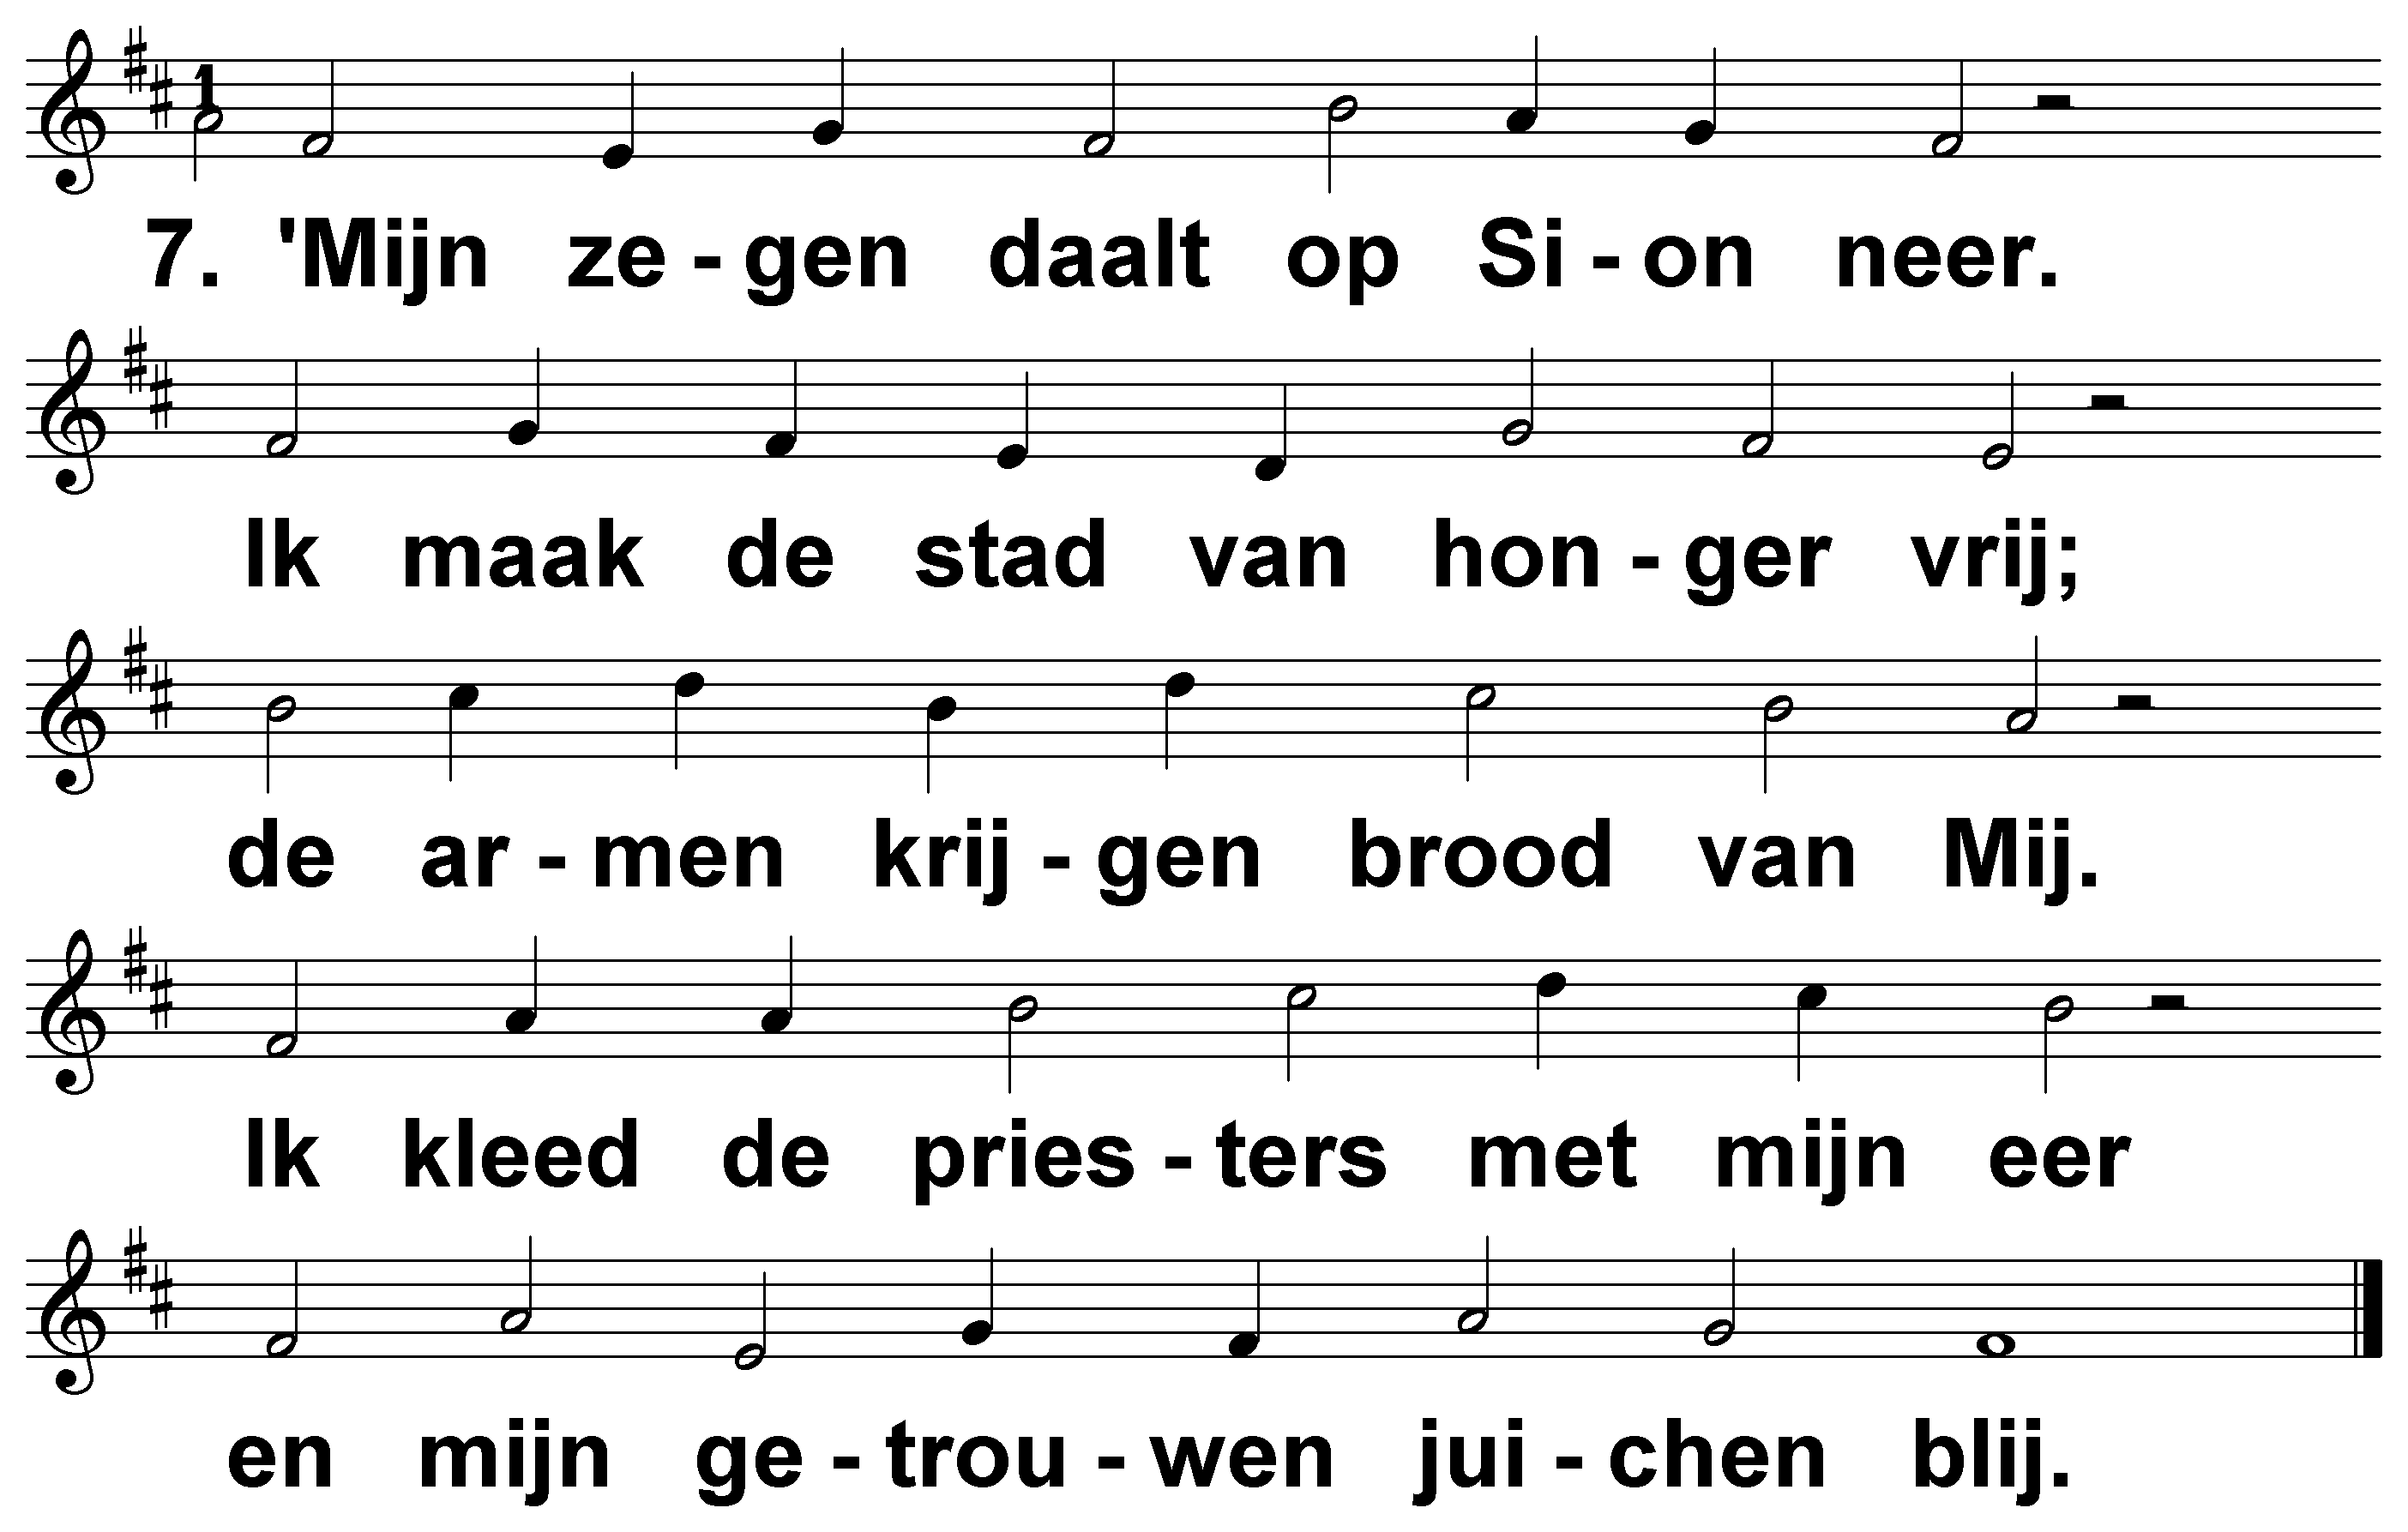 1
7. 'Mijn ze - gen daalt op Si - on neer.
Ik maak de stad van hon - ger vrij;
de ar - men krij - gen brood van Mij.
Ik kleed de pries - ters met mijn eer
en mijn ge - trou - wen jui - chen blij.